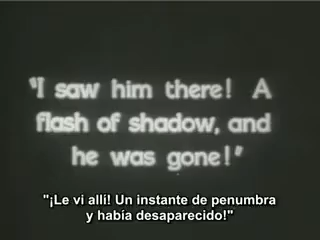 "I saw him there! A
flash of shadow, and
he was gone!"
"¡Le vi allí! Un instante de penumbra
y había desaparecido!"